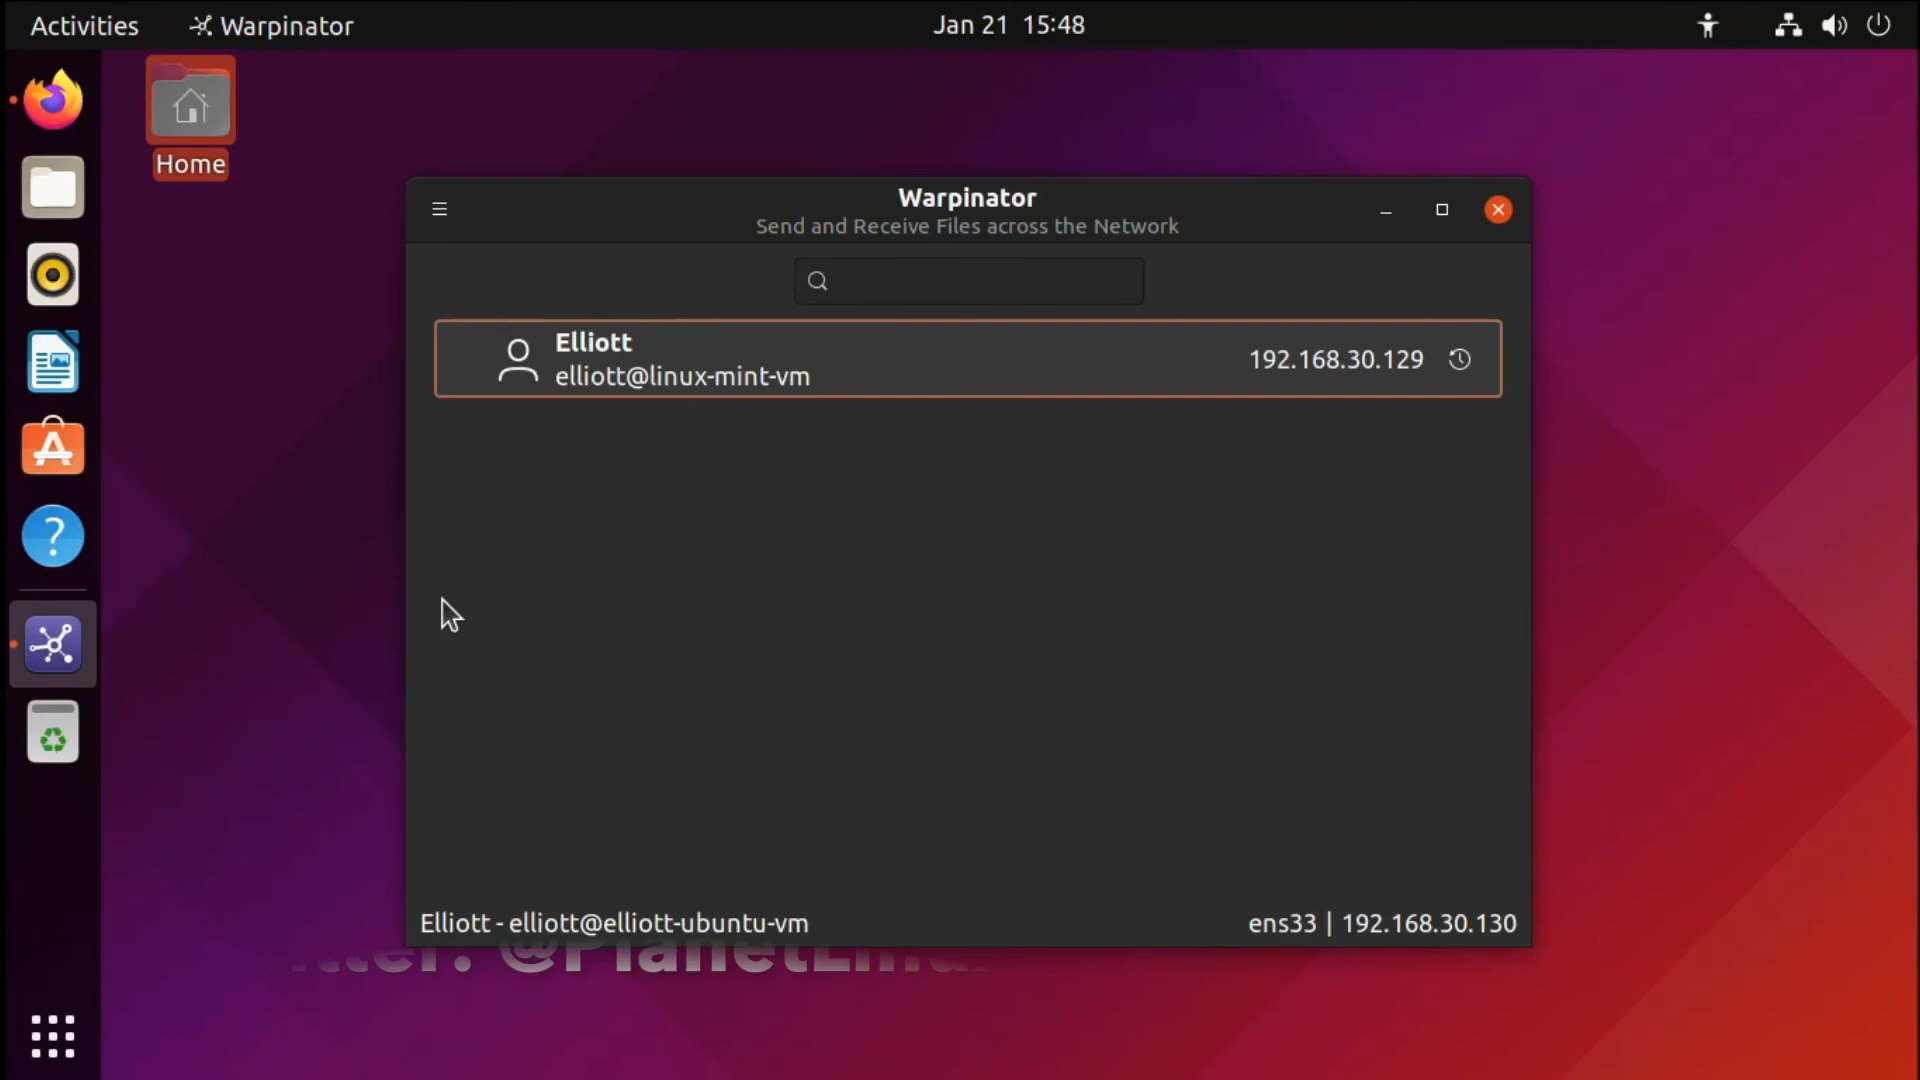 Activities
Warpinator
Jan 21 15:48
Home
Warpinator
Send and Receive Files across the Network
Elliott
elliott@linux-mint-vm
192.168.30.129
Elliott - elliott@elliott-ubuntu-vm
ens33 | 192.168.30.130
@PlanetLinux